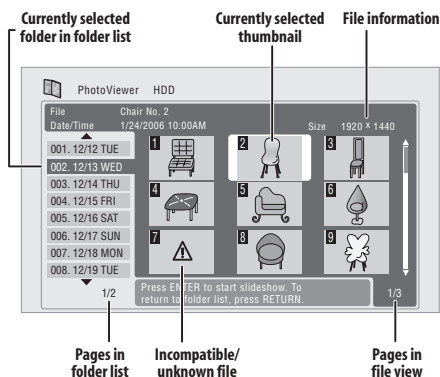 Currently selected
folder in folder list
Currently selected
thumbnail
File information
PhotoViewer HDD
File Chair No. 2
Date/Time 1/24/2006 10:00AM Size 1920 x 1440
001. 12/12 TUE
002. 12/13 WED
003. 12/14 THU
004. 12/15 FRI
005. 12/16 SAT
006. 12/17 SUN
007. 12/18 MON
008. 12/19 TUE
1/2
1 2 3
4 5 6
7 8 9
Press ENTER to start slideshow. To
return to folder list, press RETURN.
1/3
Pages in
folder list
Incompatible/
unknown file
Pages in
file view